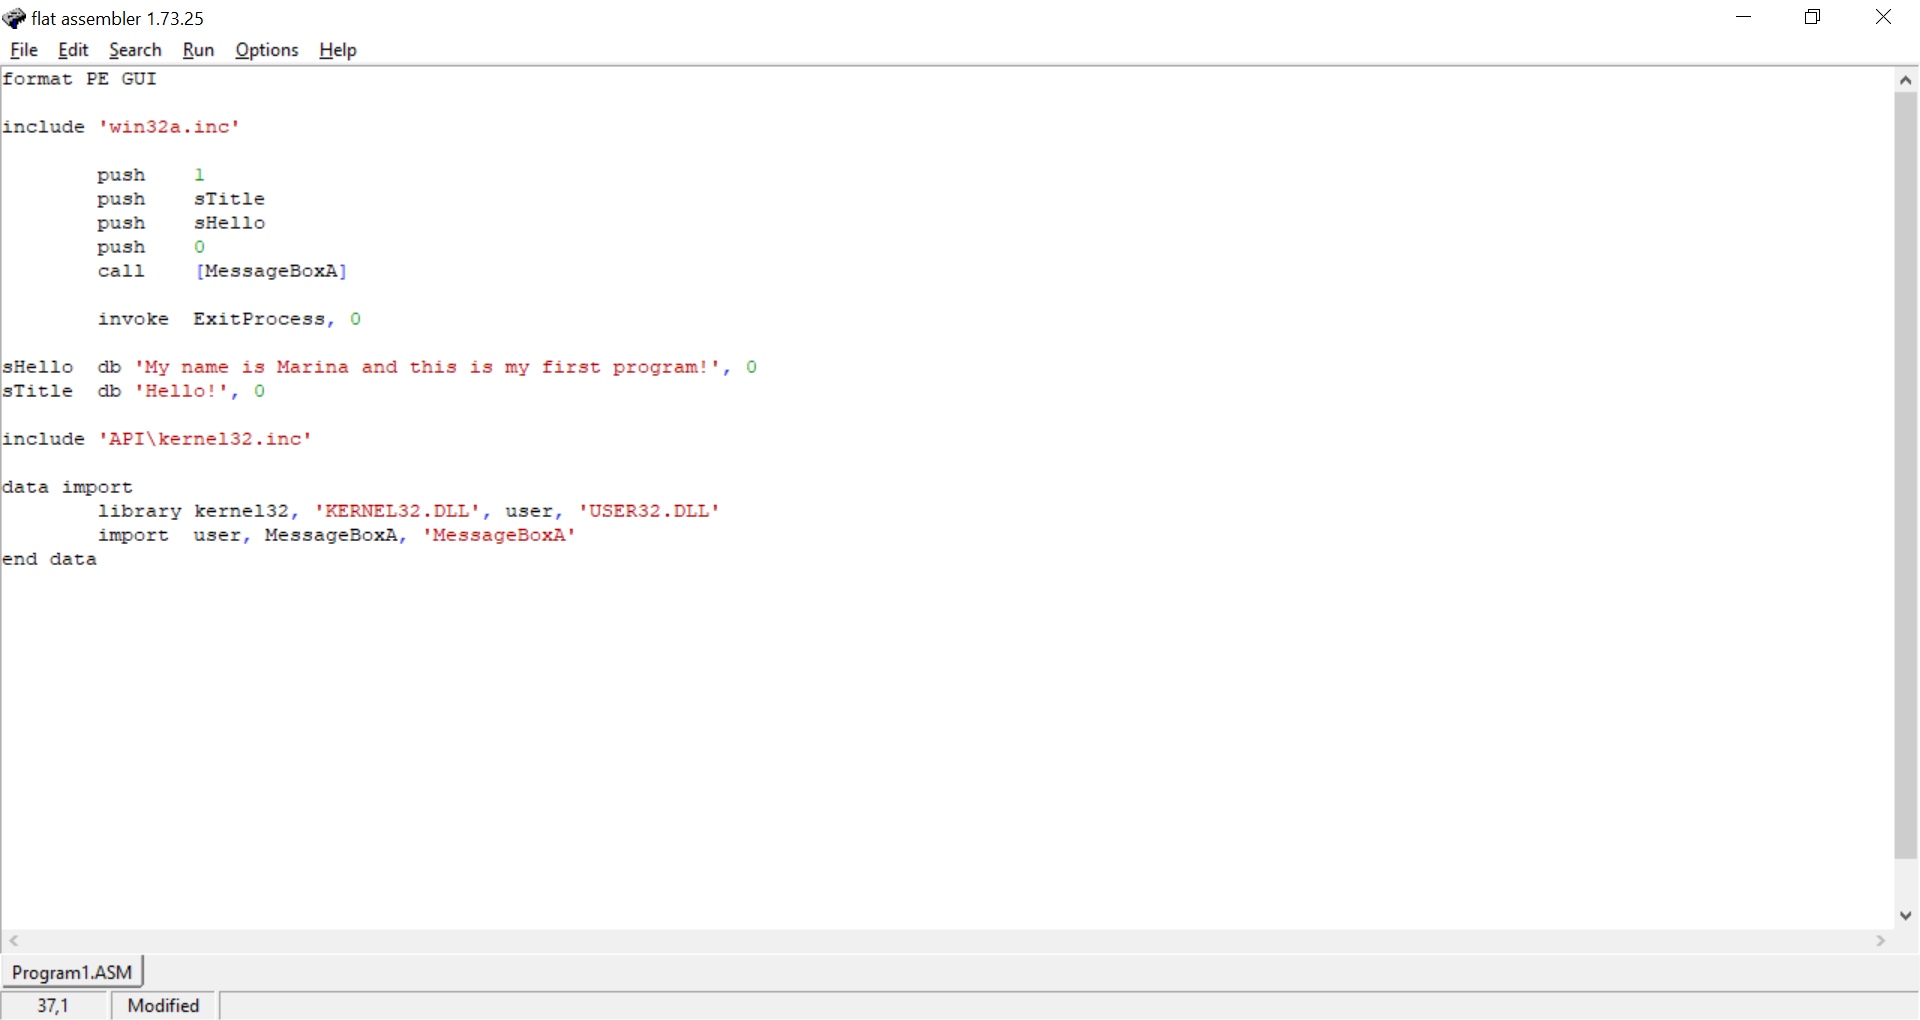 flat assembler 1.73.25
File Edit Search Run Options Help
format PE GUI
include 'win32a.inc'
push 1
push sTitle
push sHello
push 0
call [MessageBoxA]
invoke ExitProcess, 0
sHello db 'My name is Marina and this is my first program!', 0
sTitle db 'Hello!', 0
include 'API\kernel32.inc'
data import
library kernel32, 'KERNEL32.DLL', user, 'USER32.DLL'
import user, MessageBoxA, 'MessageBoxA'
end data
Program1.ASM
37,1 Modified